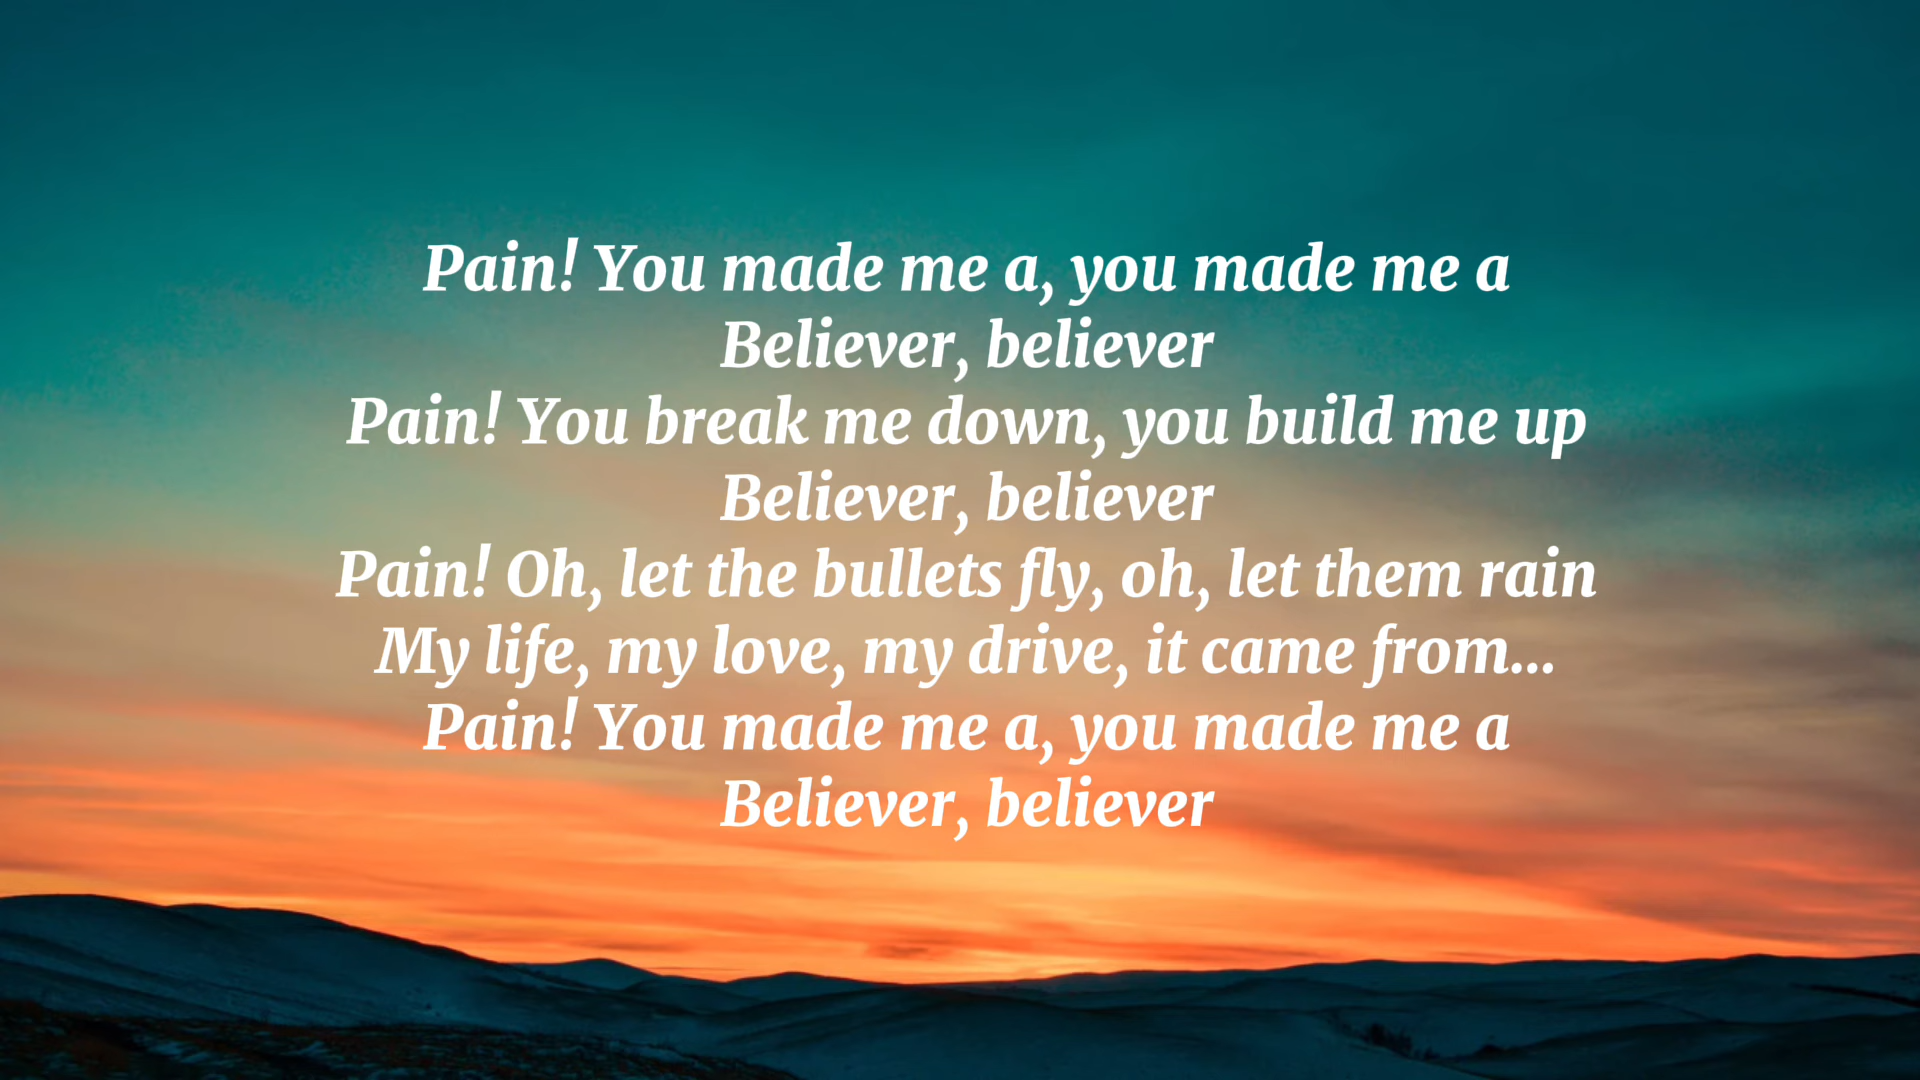 Pain! You made me a, you made me a
Believer, believer
Pain! You break me down, you build me up
Believer, believer
Pain! Oh, let the bullets fly, oh, let them rain
My life, my love, my drive, it came from...
Pain! You made me a, you made me a
Believer, believer